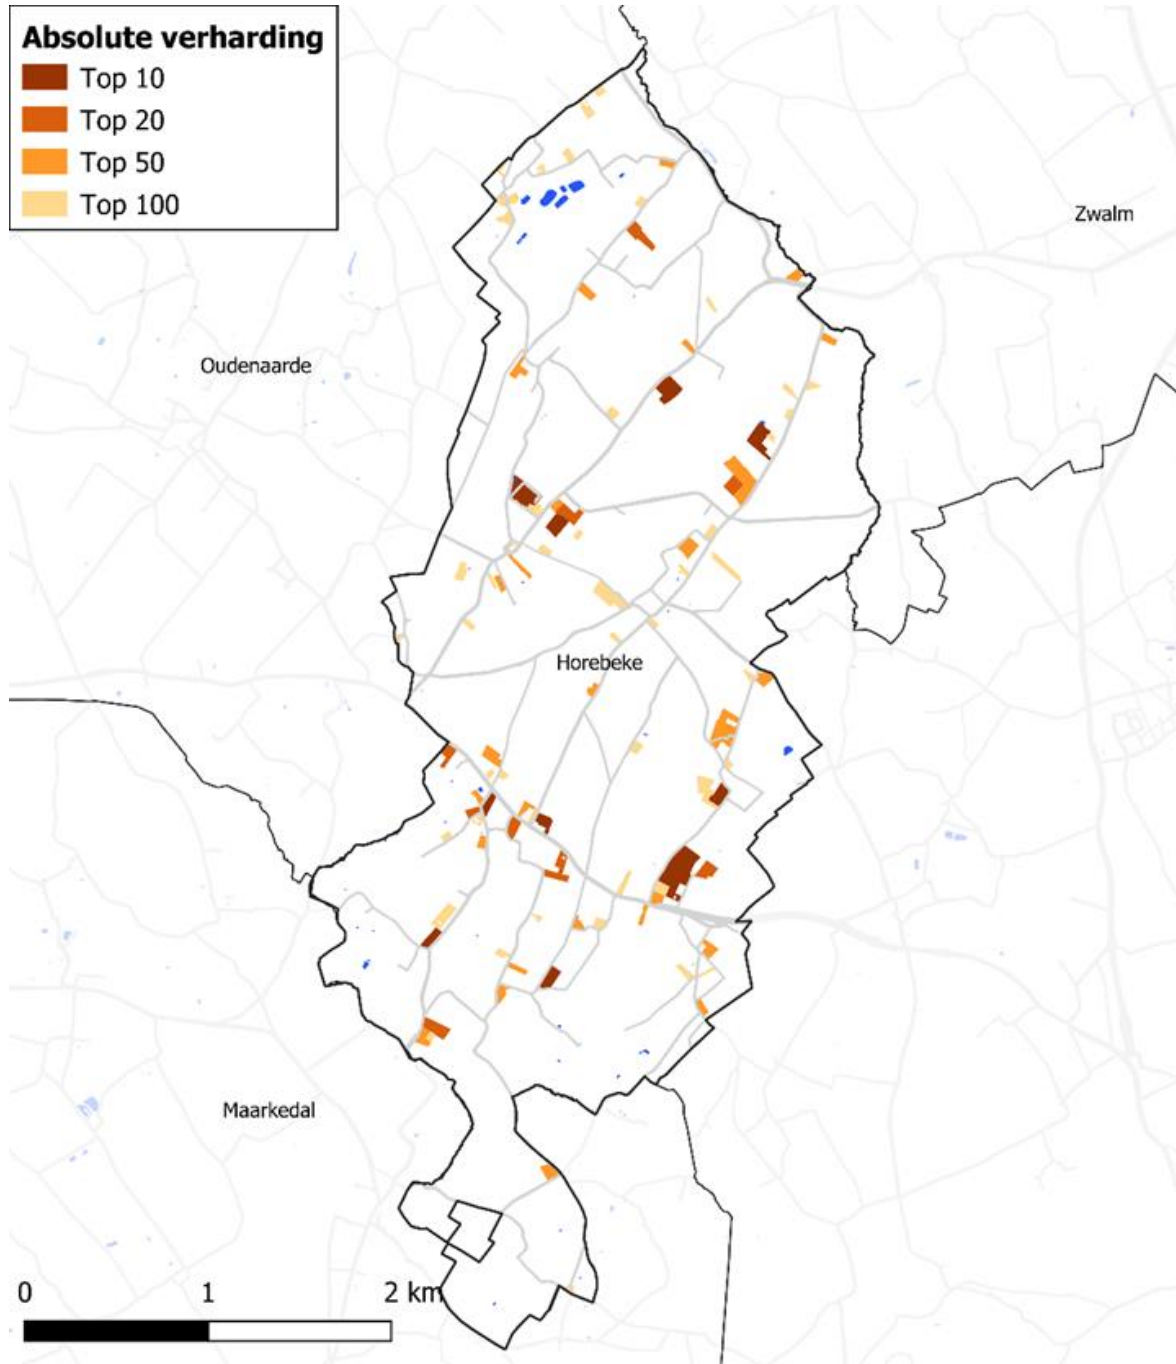 Absolute verharding
Top 10
Top 20
Top 50
Top 100
Zwalm
Oudenaarde
Horebeke
Maarkedal
0 1 2 km